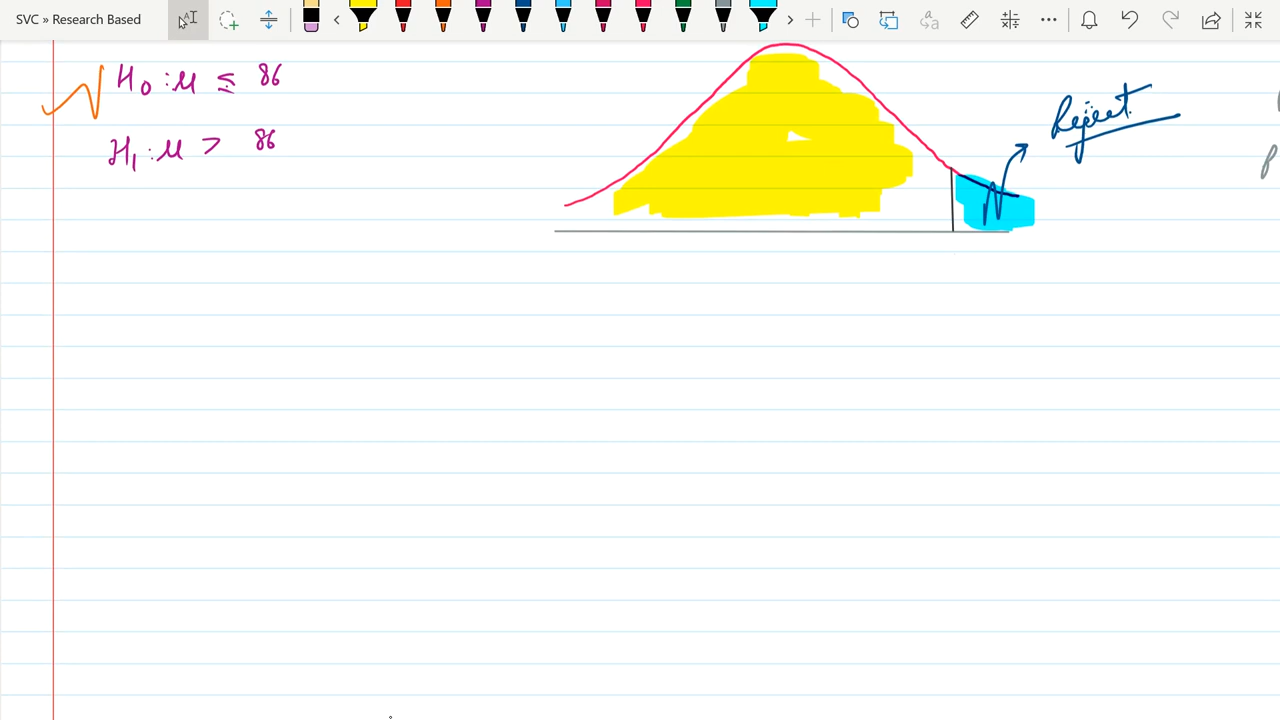 SVC » Research Based
H₀ : μ ≤ 86
H₁ : μ > 86
Reject